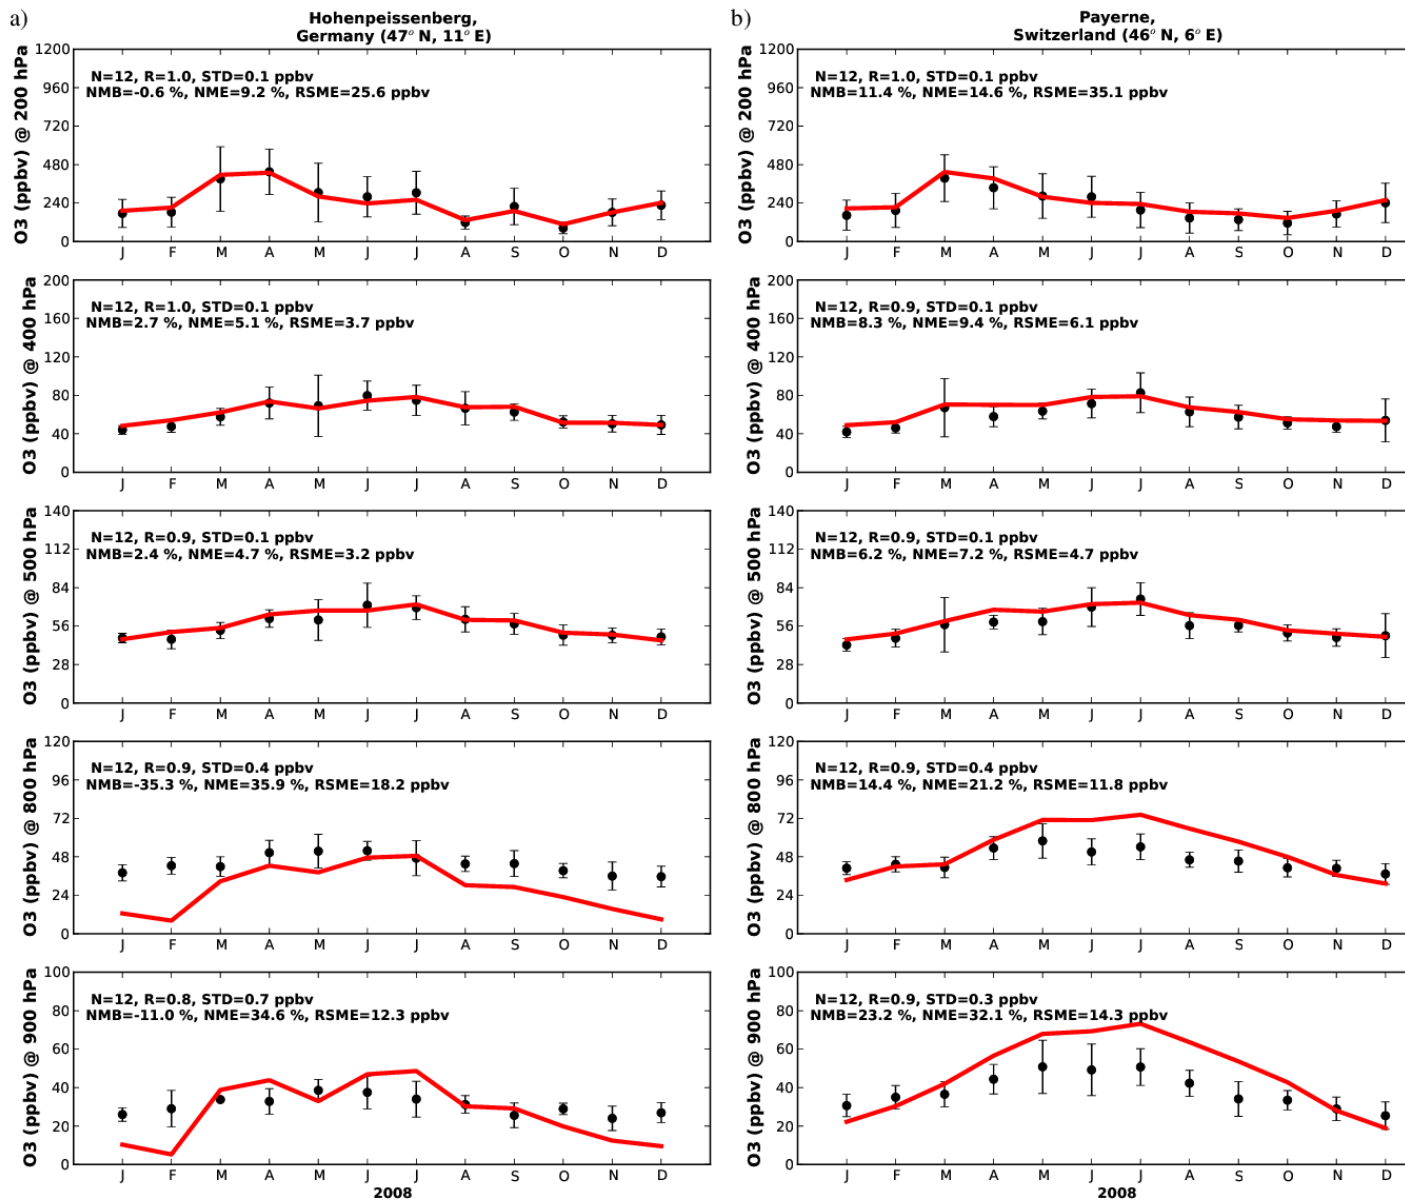 a)
Hohenpeissenberg,
Germany (47° N, 11° E)
O3 (ppbv) @ 200 hPa
1200
960
720
480
240
0
N=12, R=1.0, STD=0.1 ppbv
NMB=-0.6 %, NME=9.2 %, RSME=25.6 ppbv
J F M A M J J A S O N D
O3 (ppbv) @ 400 hPa
200
160
120
80
40
0
N=12, R=1.0, STD=0.1 ppbv
NMB=2.7 %, NME=5.1 %, RSME=3.7 ppbv
J F M A M J J A S O N D
O3 (ppbv) @ 500 hPa
140
112
84
56
28
0
N=12, R=0.9, STD=0.1 ppbv
NMB=2.4 %, NME=4.7 %, RSME=3.2 ppbv
J F M A M J J A S O N D
O3 (ppbv) @ 800 hPa
120
96
72
48
24
0
N=12, R=0.9, STD=0.4 ppbv
NMB=-35.3 %, NME=35.9 %, RSME=18.2 ppbv
J F M A M J J A S O N D
O3 (ppbv) @ 900 hPa
100
80
60
40
20
0
N=12, R=0.8, STD=0.7 ppbv
NMB=-11.0 %, NME=34.6 %, RSME=12.3 ppbv
J F M A M J J A S O N D
2008
b)
Payerne,
Switzerland (46° N, 6° E)
O3 (ppbv) @ 200 hPa
1200
960
720
480
240
0
N=12, R=1.0, STD=0.1 ppbv
NMB=11.4 %, NME=14.6 %, RSME=35.1 ppbv
J F M A M J J A S O N D
O3 (ppbv) @ 400 hPa
200
160
120
80
40
0
N=12, R=0.9, STD=0.1 ppbv
NMB=8.3 %, NME=9.4 %, RSME=6.1 ppbv
J F M A M J J A S O N D
O3 (ppbv) @ 500 hPa
140
112
84
56
28
0
N=12, R=0.9, STD=0.1 ppbv
NMB=6.2 %, NME=7.2 %, RSME=4.7 ppbv
J F M A M J J A S O N D
O3 (ppbv) @ 800 hPa
120
96
72
48
24
0
N=12, R=0.9, STD=0.4 ppbv
NMB=14.4 %, NME=21.2 %, RSME=11.8 ppbv
J F M A M J J A S O N D
O3 (ppbv) @ 900 hPa
100
80
60
40
20
0
N=12, R=0.9, STD=0.3 ppbv
NMB=23.2 %, NME=32.1 %, RSME=14.3 ppbv
J F M A M J J A S O N D
2008